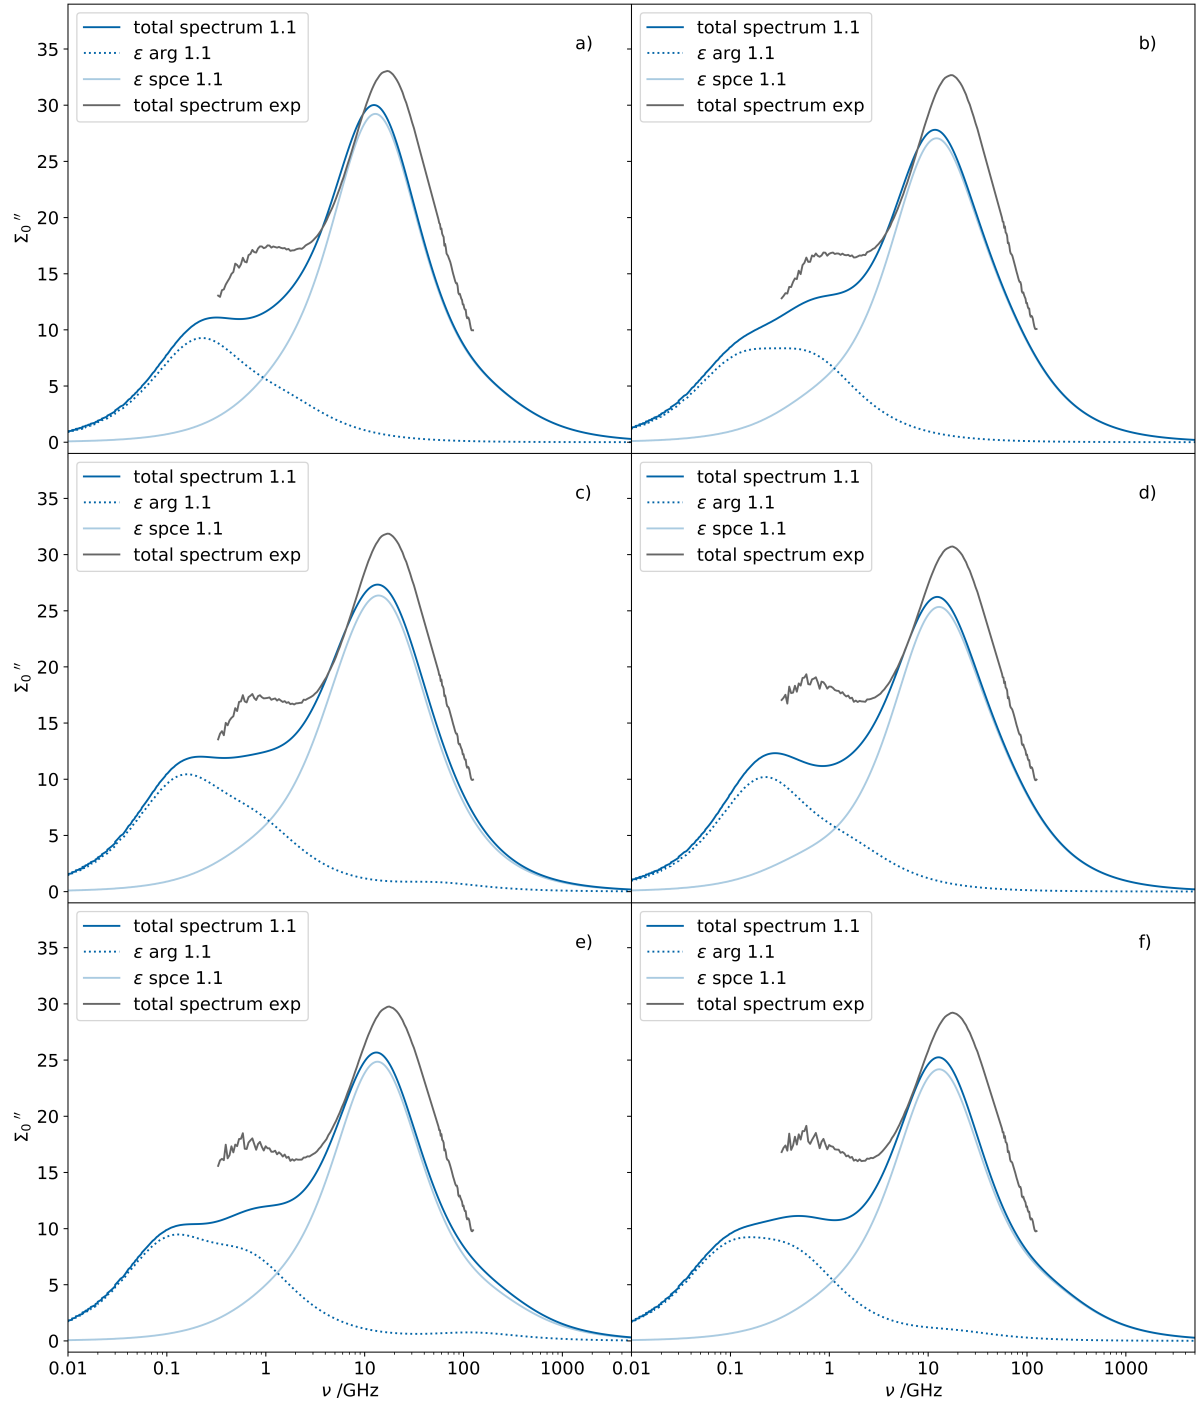 total spectrum 1.1
ε arg 1.1
ε spce 1.1
total spectrum exp
a)
total spectrum 1.1
ε arg 1.1
ε spce 1.1
total spectrum exp
b)
35
30
25
20
15
10
5
0
Σ₀″
total spectrum 1.1
ε arg 1.1
ε spce 1.1
total spectrum exp
c)
total spectrum 1.1
ε arg 1.1
ε spce 1.1
total spectrum exp
d)
35
30
25
20
15
10
5
0
Σ₀″
total spectrum 1.1
ε arg 1.1
ε spce 1.1
total spectrum exp
e)
total spectrum 1.1
ε arg 1.1
ε spce 1.1
total spectrum exp
f)
35
30
25
20
15
10
5
0
Σ₀″
0.01 0.1 1 10 100 1000
0.01 0.1 1 10 100 1000
ν /GHz
ν /GHz